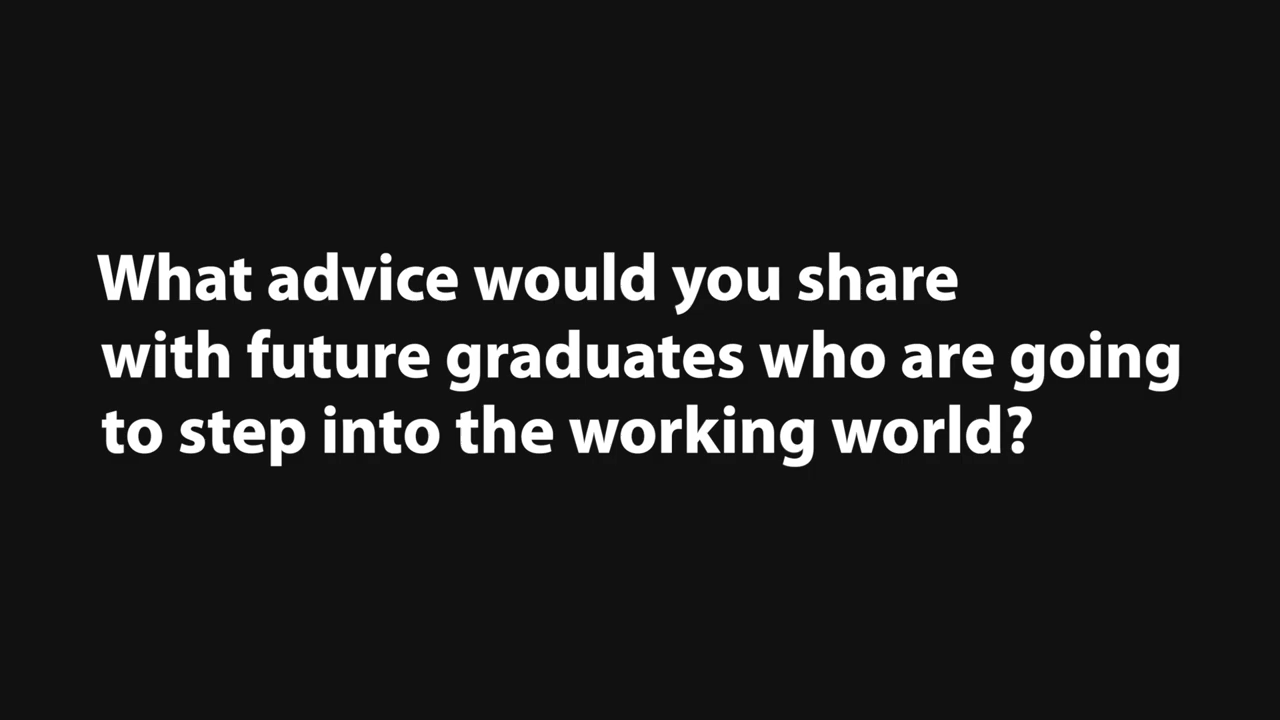 What advice would you share
with future graduates who are going
to step into the working world?